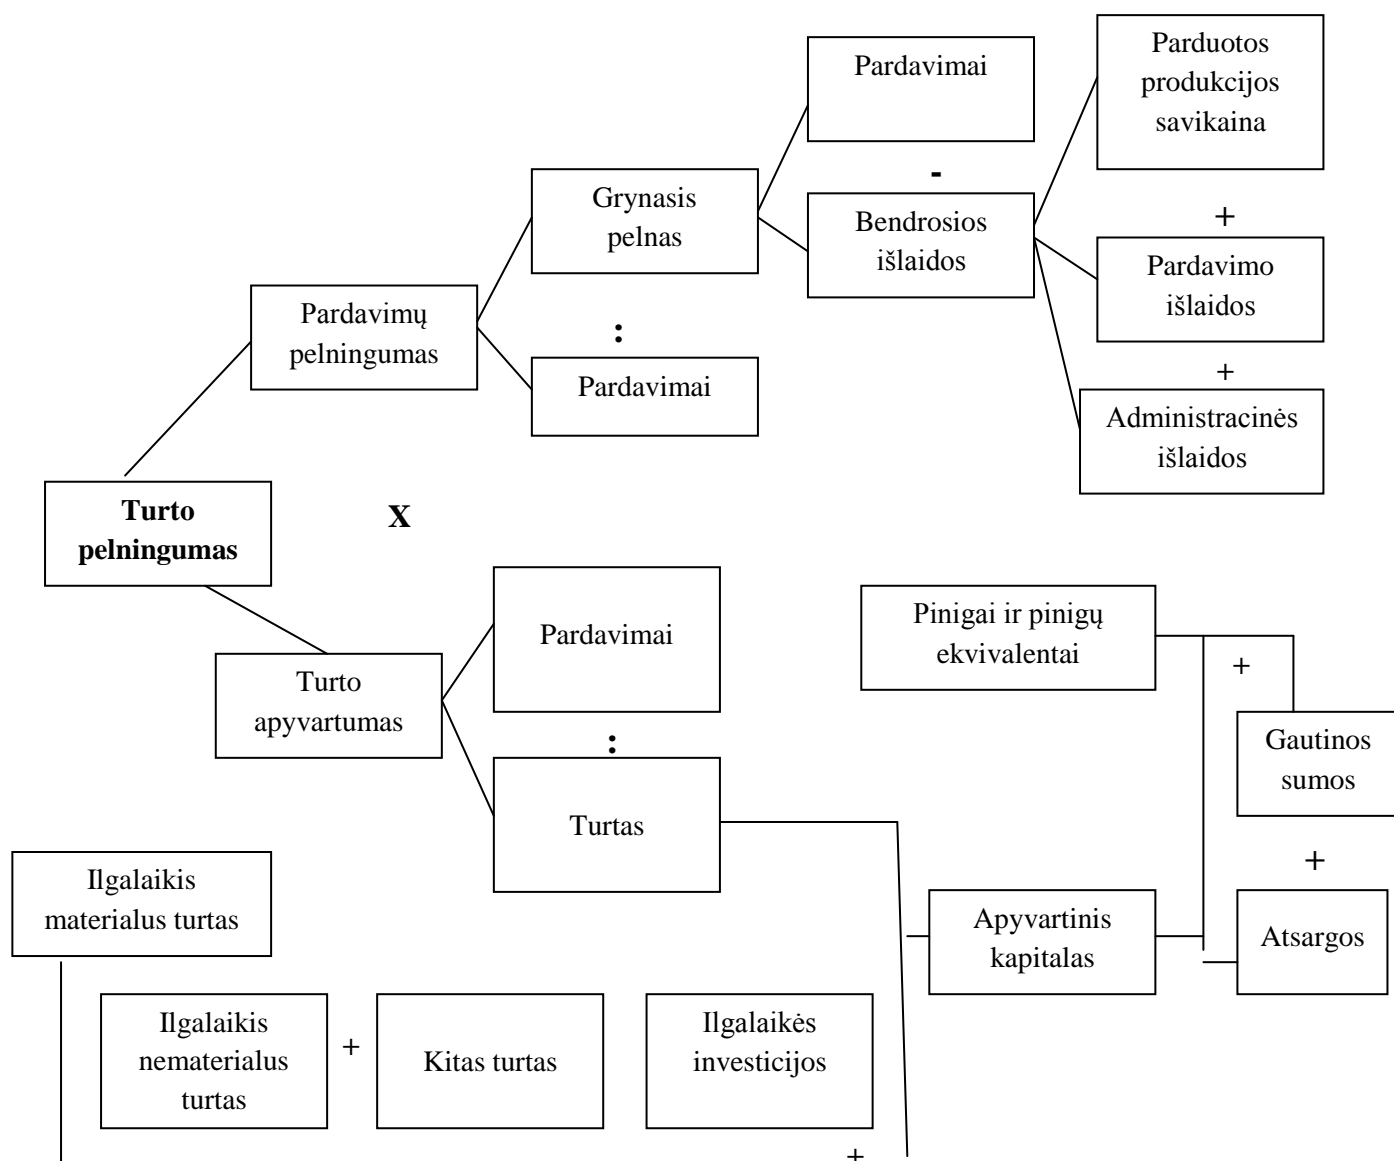 Pardavimai
Parduotos
produkcijos
savikaina
-
Grynasis
pelnas
Bendrosios
išlaidos
+
Pardavimo
išlaidos
Pardavimų
pelningumas
:
Pardavimai
+
Administracinės
išlaidos
Turto
pelningumas
X
Pardavimai
Pinigai ir pinigų
ekvivalentai
+
Turto
apyvartumas
:
Gautinos
sumos
Turtas
+
Ilgalaikis
materialus turtas
Apyvartinis
kapitalas
Atsargos
Ilgalaikis
nematerialus
turtas
+
Kitas turtas
Ilgalaikės
investicijos
+